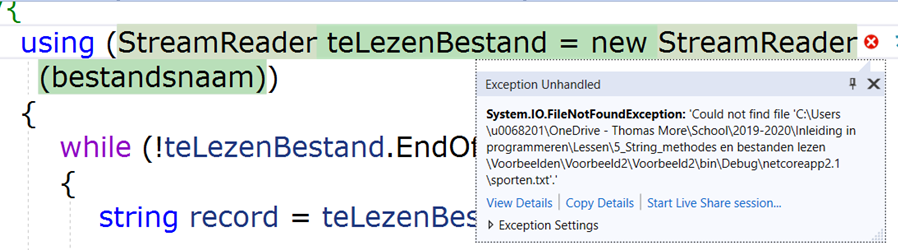 {
using (StreamReader teLezenBestand = new StreamReader
(bestandsnaam))
{
while (!teLezenBestand.EndOf
{
string record = teLezenBes
Exception Unhandled
System.IO.FileNotFoundException: 'Could not find file 'C:\Users
\u0068201\OneDrive - Thomas More\School\2019-2020\Inleiding in
programmeren\Lessen\5_String_methodes en bestanden lezen
\Voorbeelden\Voorbeeld2\Voorbeeld2\bin\Debug\netcoreapp2.1
\sporten.txt'.'
View Details | Copy Details | Start Live Share session...
Exception Settings